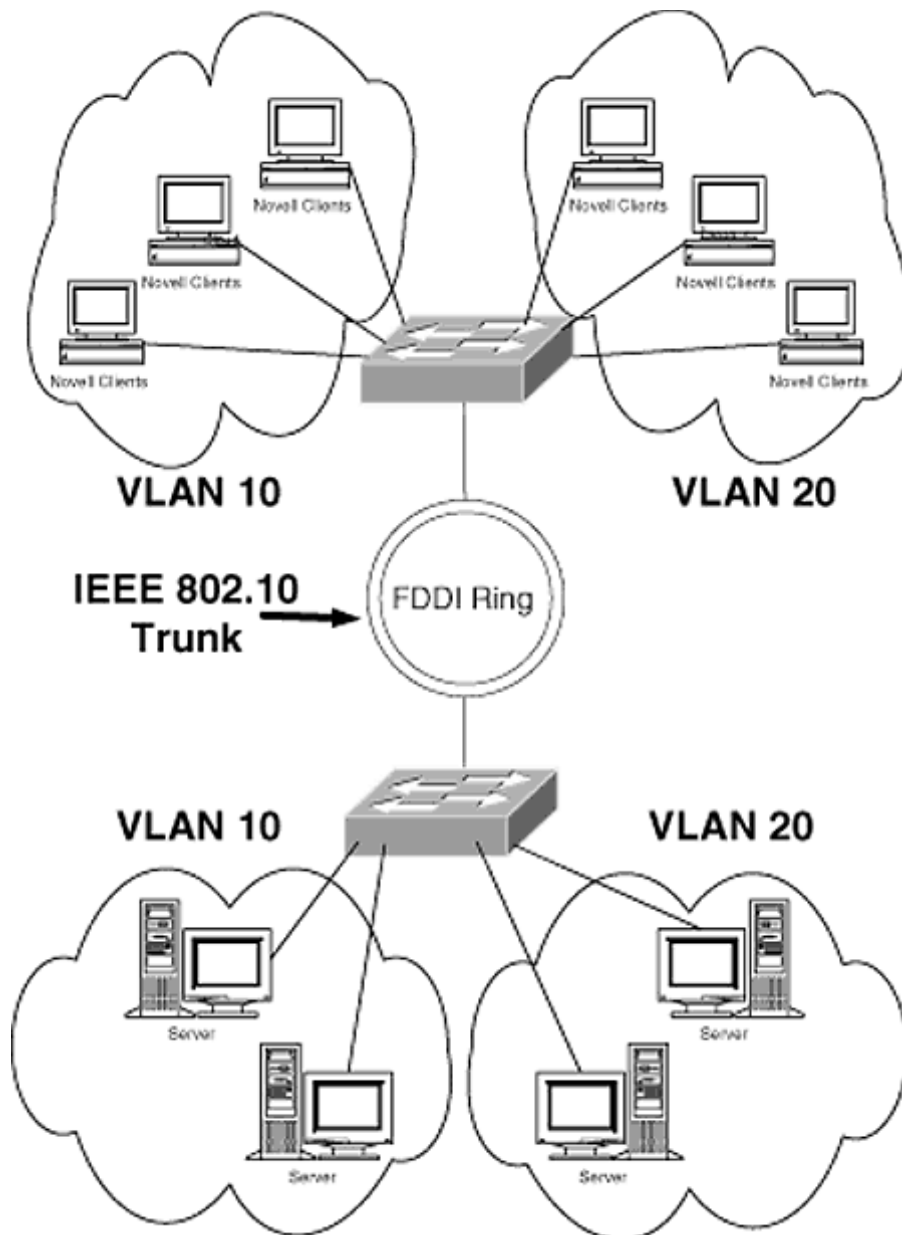 Novell Clients
Novell Clients
Novell Clients
Novell Clients
Novell Clients
Novell Clients
VLAN 10
VLAN 20
IEEE 802.10
Trunk
FDDI Ring
VLAN 10
VLAN 20
Server
Server
Server
Server